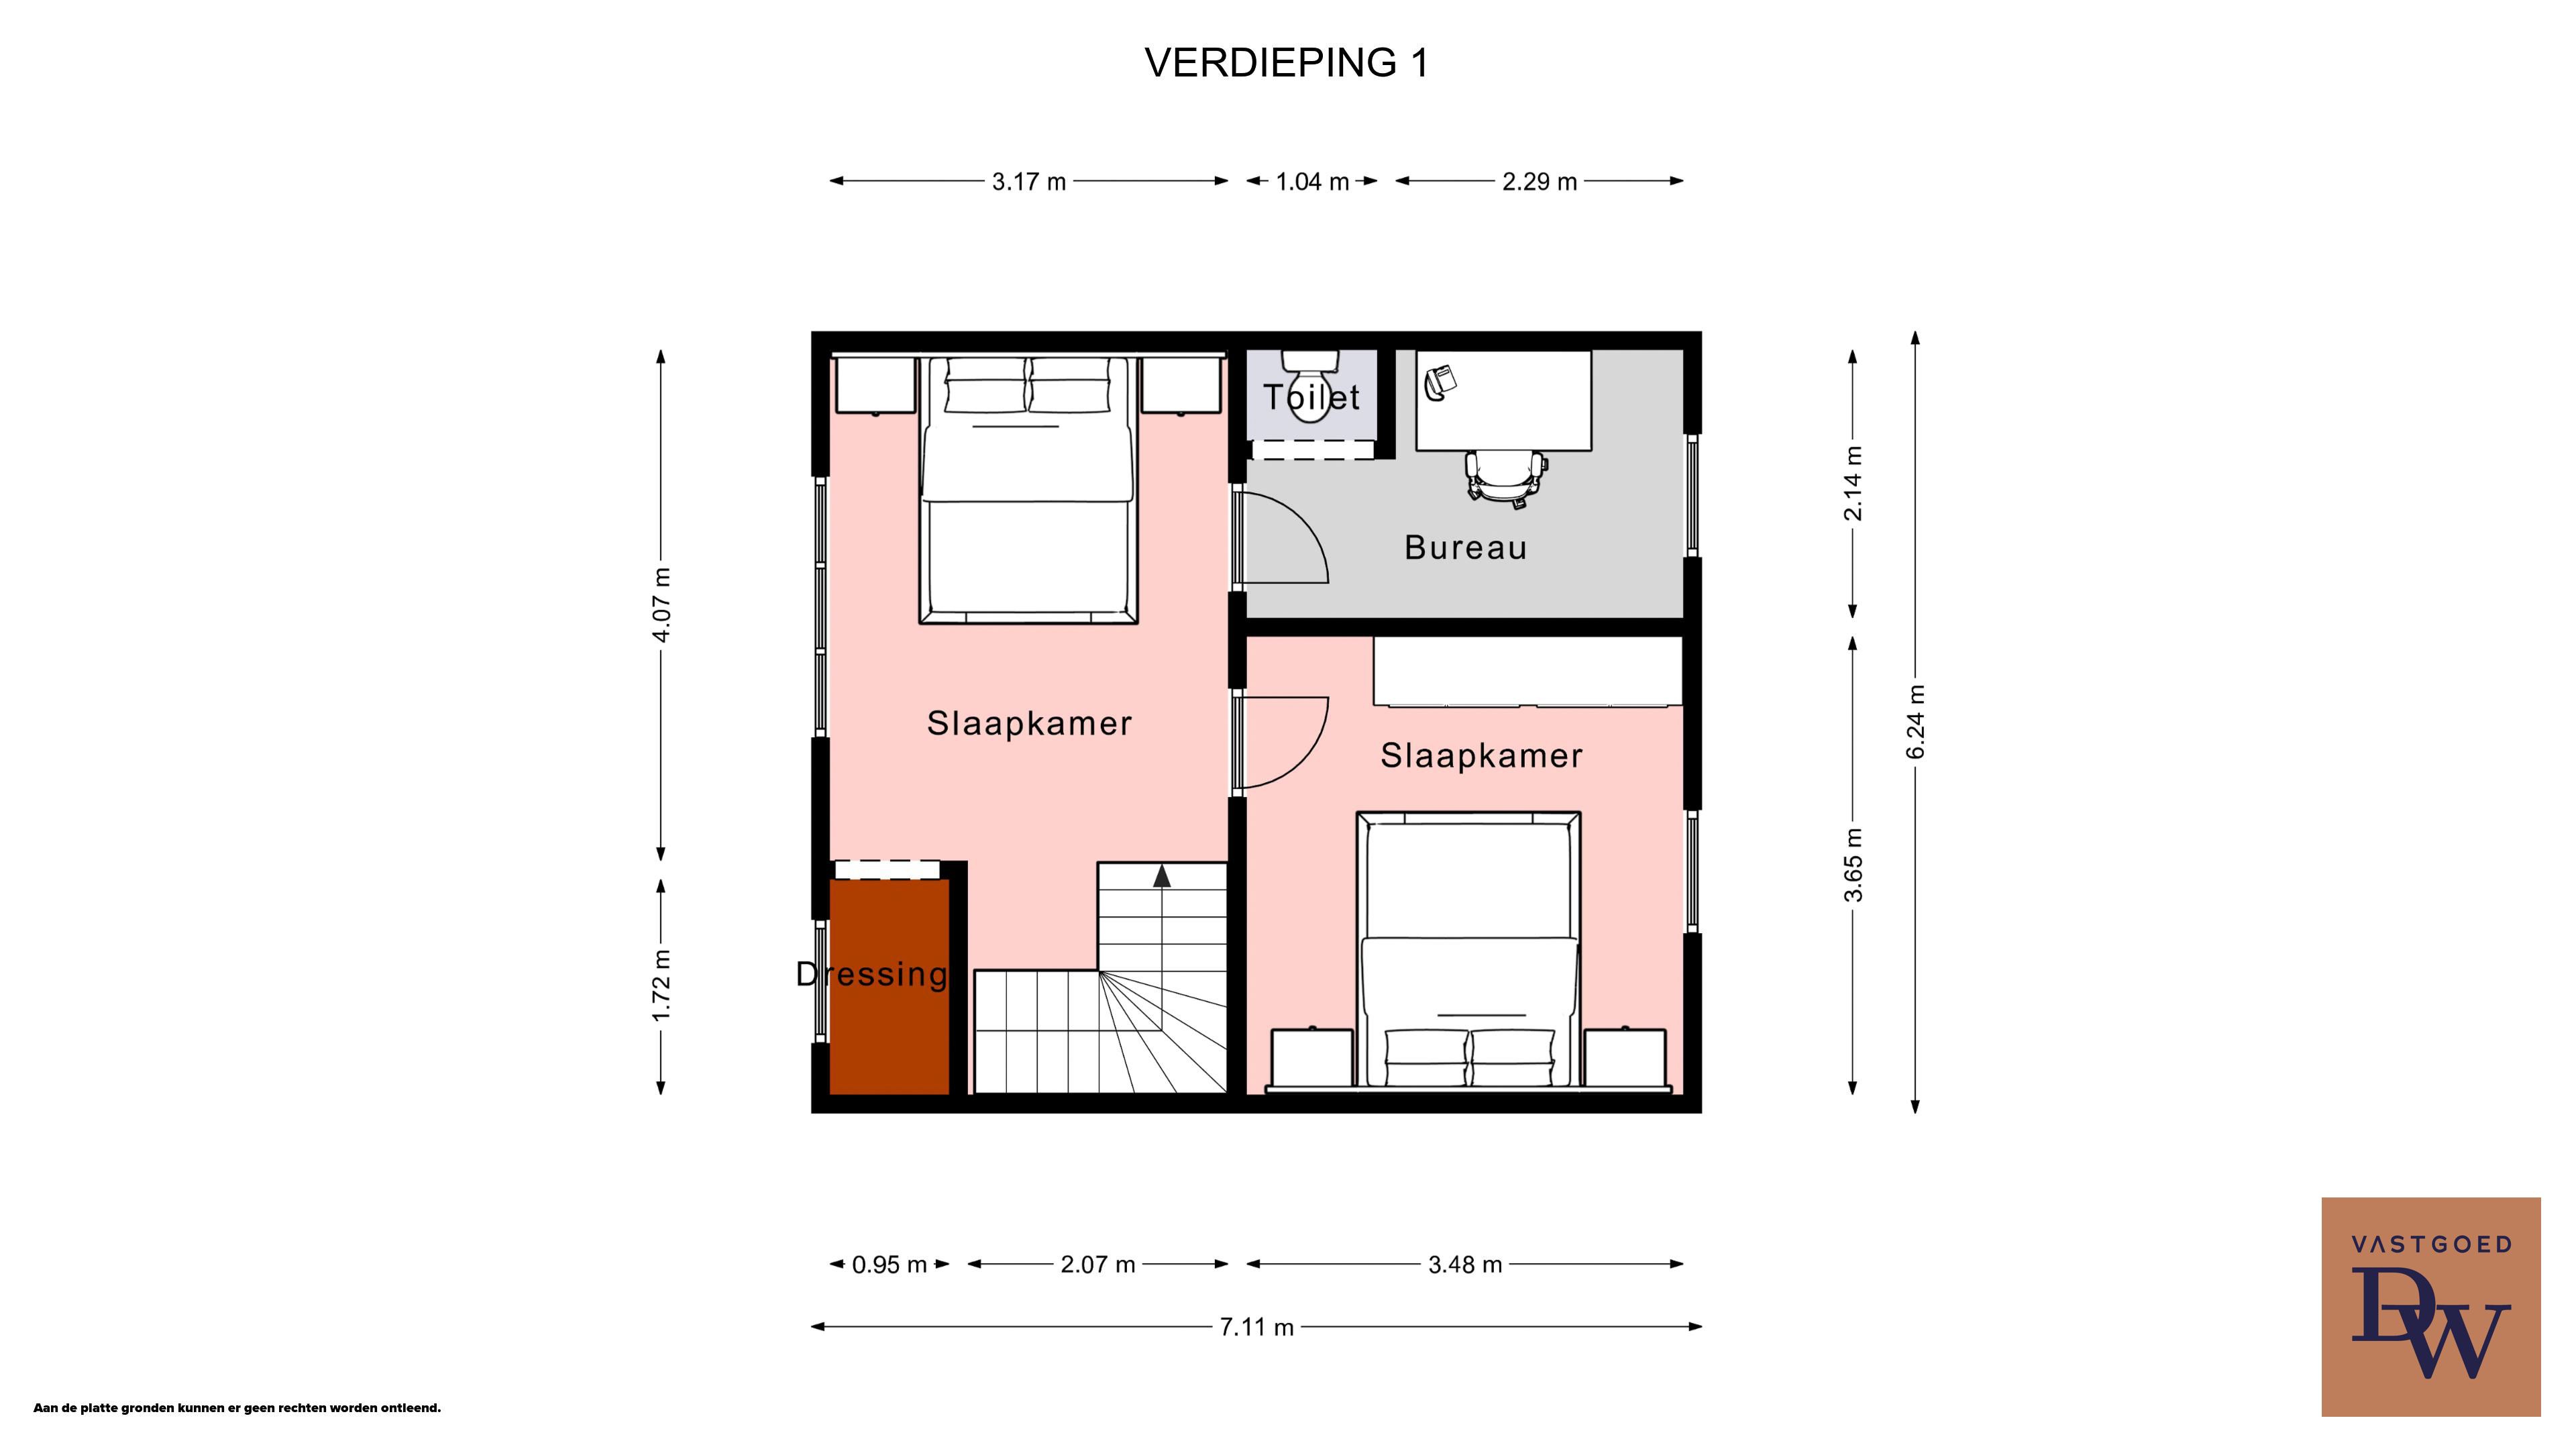 VERDIEPING 1
3.17 m
1.04 m
2.29 m
Toilet
Bureau
4.07 m
2.14 m
6.24 m
Slaapkamer
Slaapkamer
3.65 m
Dressing
1.72 m
0.95 m
2.07 m
3.48 m
7.11 m
VASTGOED
DW
Aan de platte gronden kunnen er geen rechten worden ontleend.